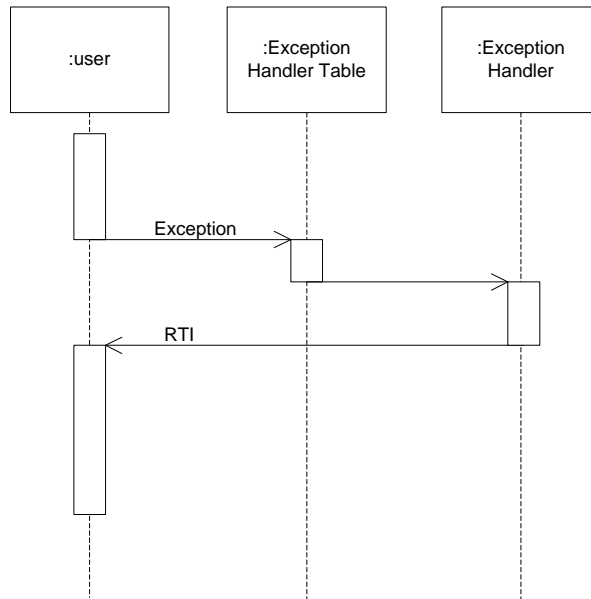 :user
:Exception
Handler Table
:Exception
Handler
Exception
RTI